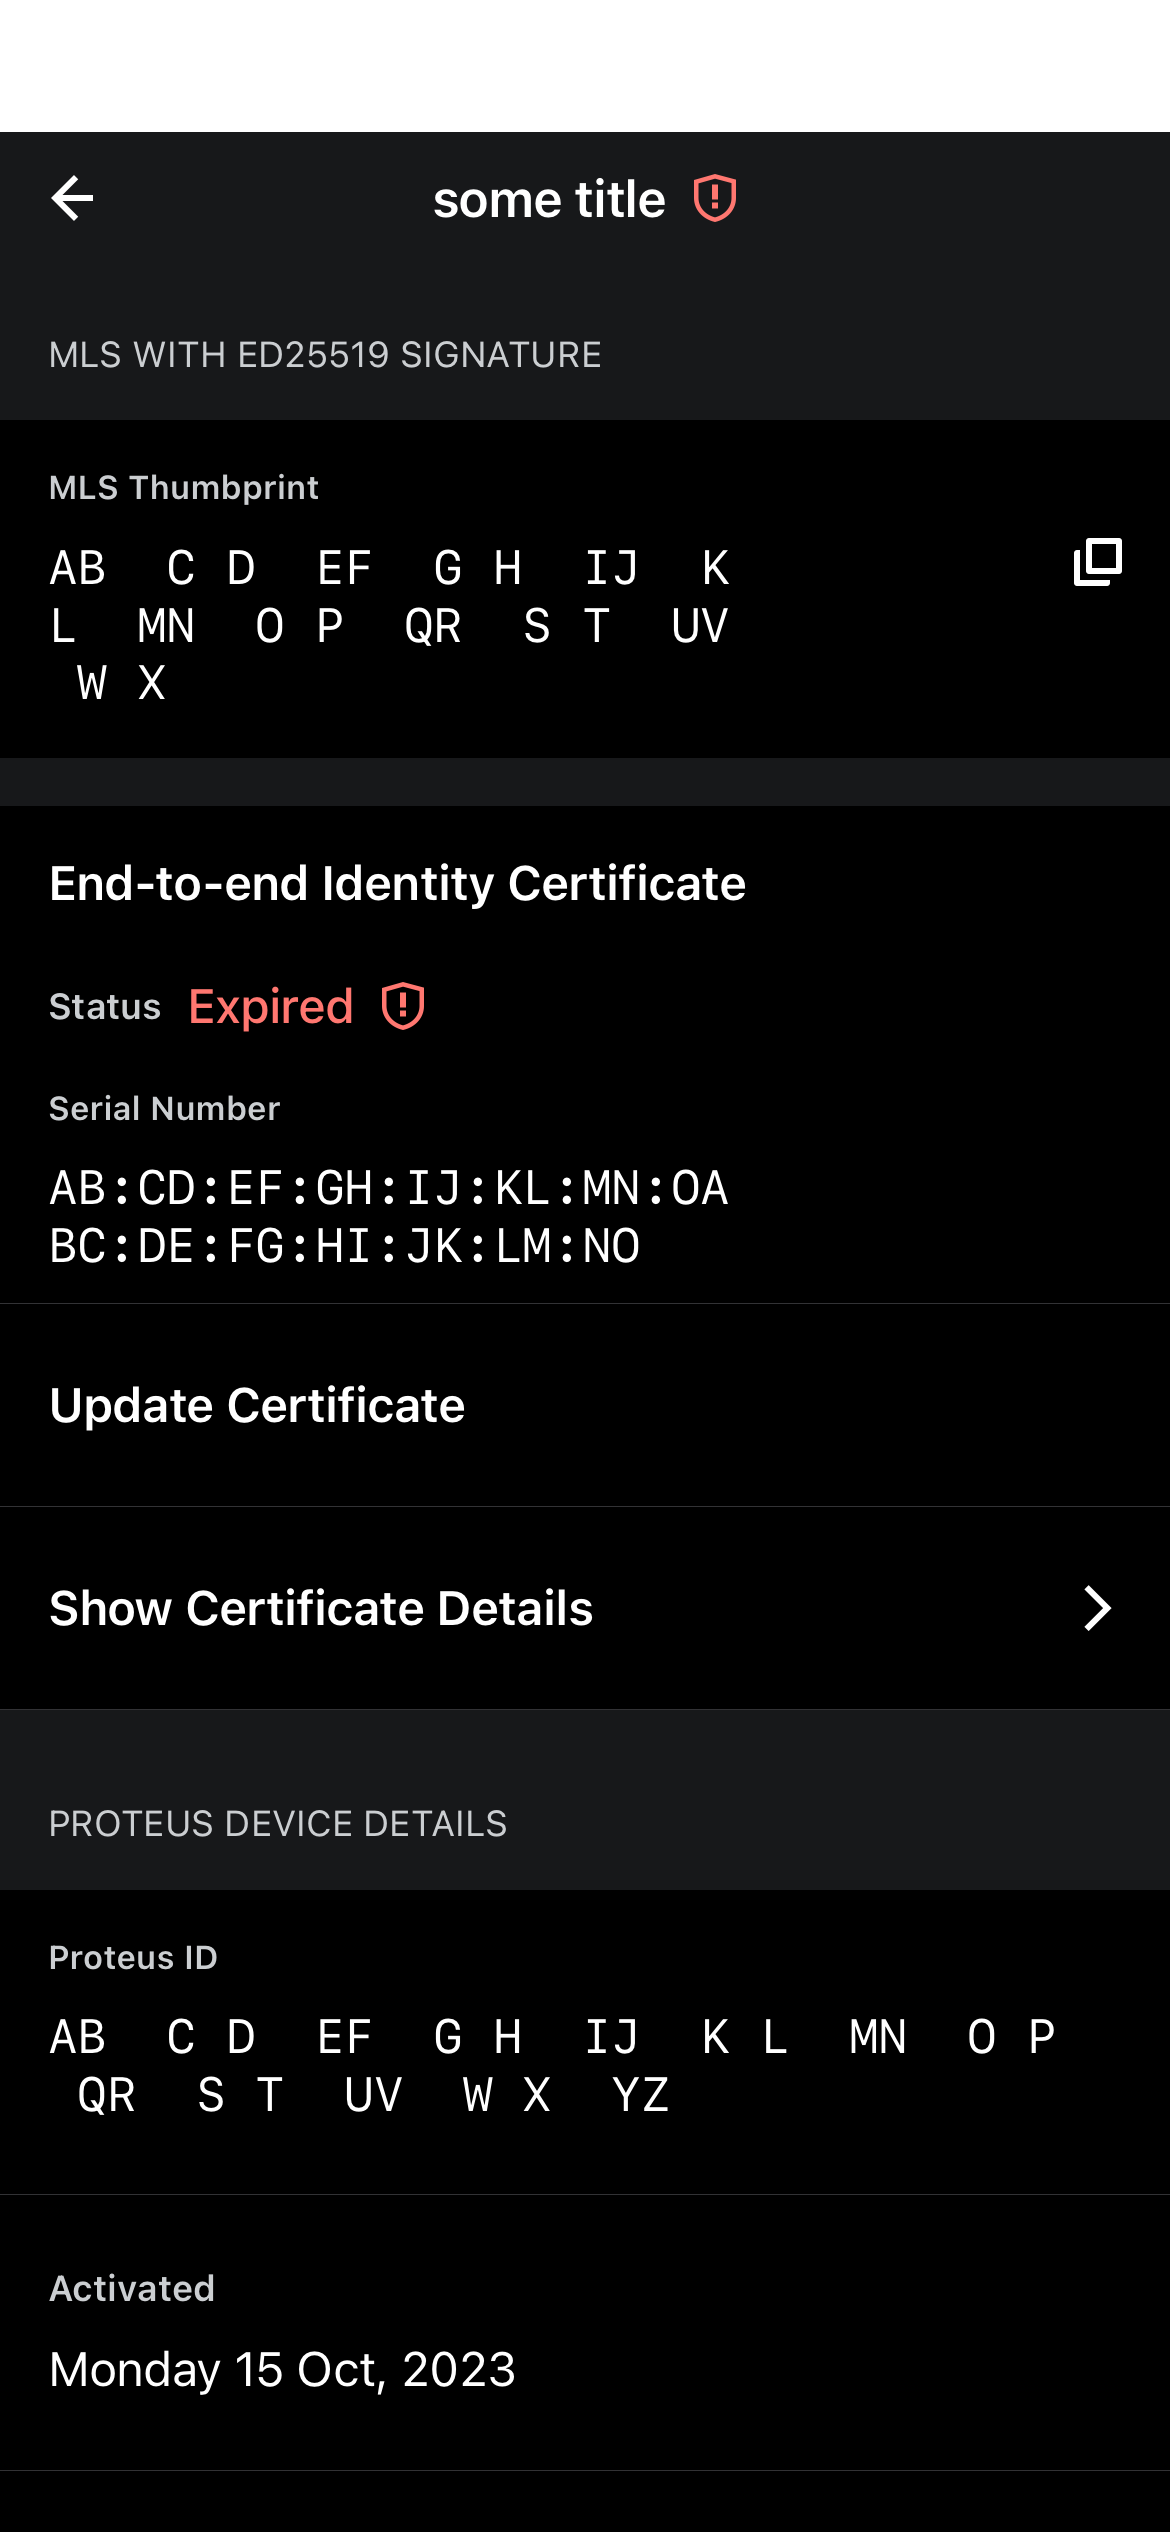 some title
MLS WITH ED25519 SIGNATURE
MLS Thumbprint
AB  C D  EF  G H  IJ  K
L  MN  O P  QR  S T  UV
 W X
End-to-end Identity Certificate
Status Expired
Serial Number
AB:CD:EF:GH:IJ:KL:MN:OA
BC:DE:FG:HI:JK:LM:NO
Update Certificate
Show Certificate Details
PROTEUS DEVICE DETAILS
Proteus ID
AB  C D  EF  G H  IJ  K L  MN  O P
 QR  S T  UV  W X  YZ
Activated
Monday 15 Oct, 2023